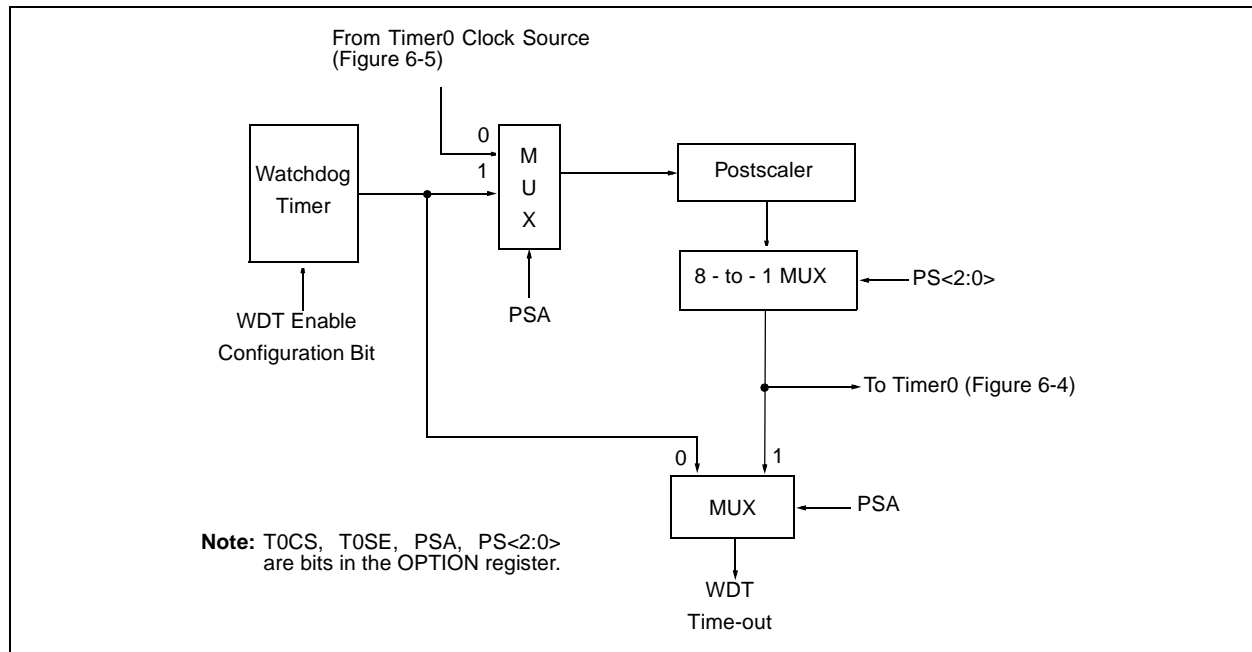 From Timer0 Clock Source
(Figure 6-5)
0
1
M
U
X
Watchdog
Timer
Postscaler
8 - to - 1 MUX
PS<2:0>
PSA
WDT Enable
Configuration Bit
To Timer0 (Figure 6-4)
0
1
MUX
PSA
Note: T0CS, T0SE, PSA, PS<2:0>
are bits in the OPTION register.
WDT
Time-out